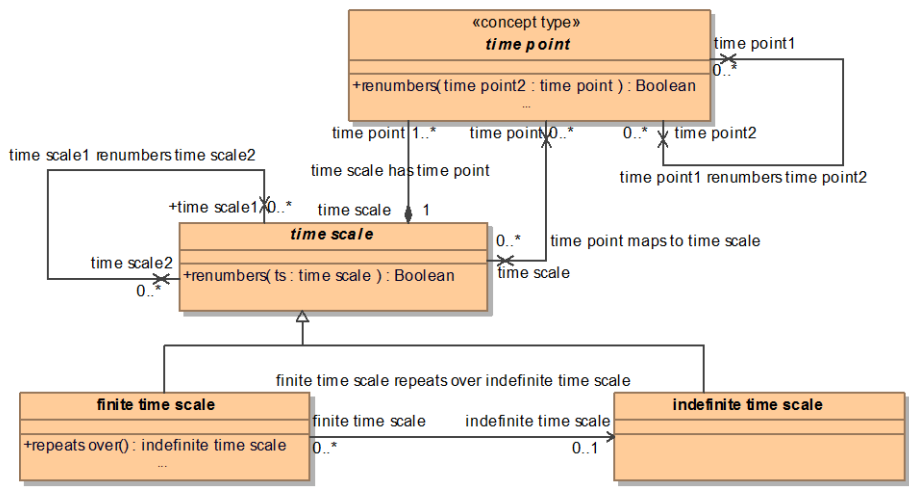 «concept type»
time point
time point1
0..*
+renumbers( time point2 : time point ) : Boolean
...
time point 1..*
time point 0..*
0..* time point2
time point1 renumbers time point2
time scale1 renumbers time scale2
time scale has time point
+time scale1 0..*
time scale 1
time scale
0..*
time point maps to time scale
time scale
time scale2
0..*
+renumbers( ts : time scale ) : Boolean
finite time scale repeats over indefinite time scale
finite time scale
+repeats over() : indefinite time scale
...
finite time scale
0..*
indefinite time scale
0..1
indefinite time scale